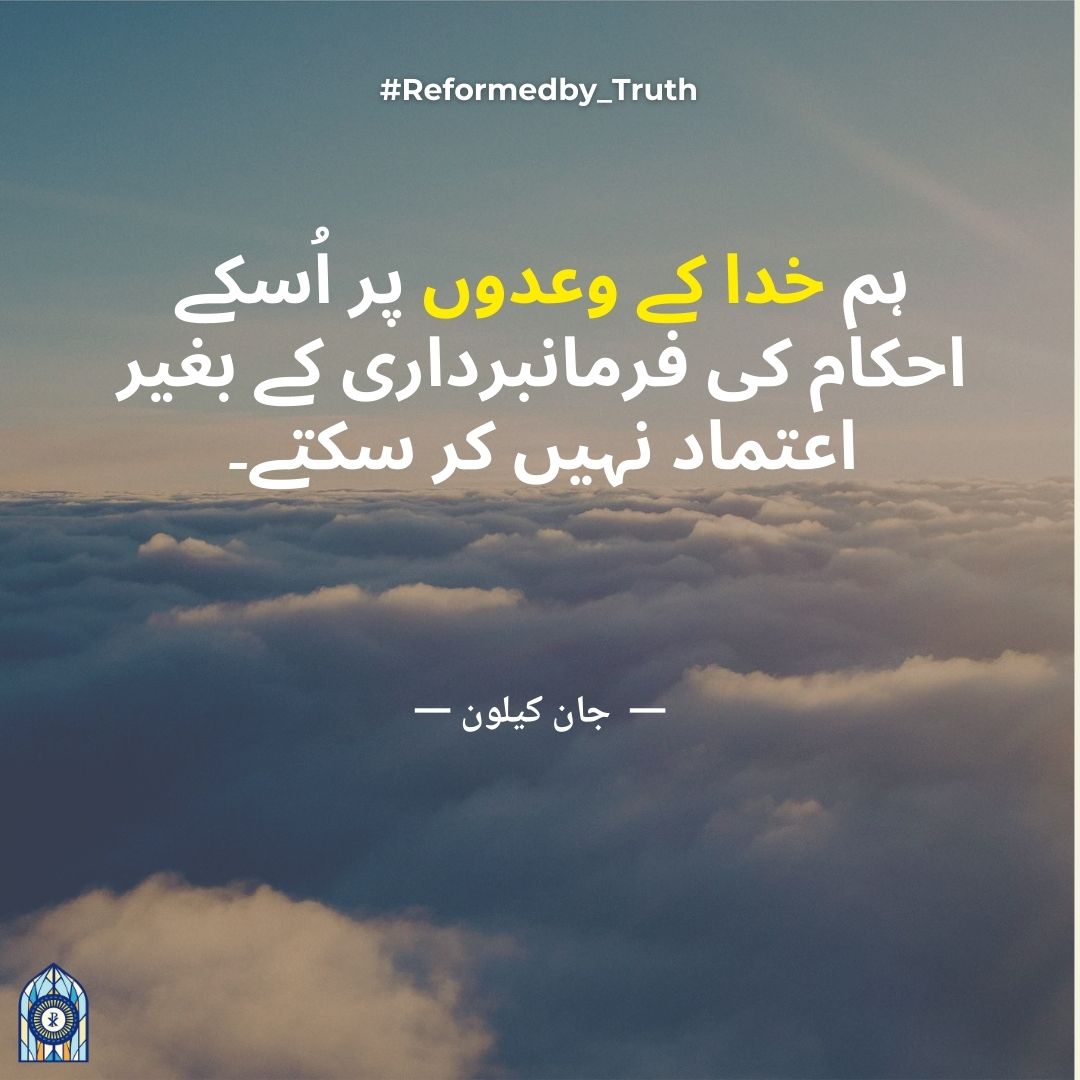 #Reformedby_Truth
ہم خدا کے وعدوں پر اُسکے
احکام کی فرمانبرداری کے بغیر
اعتماد نہیں کر سکتے۔
— جان کیلون —